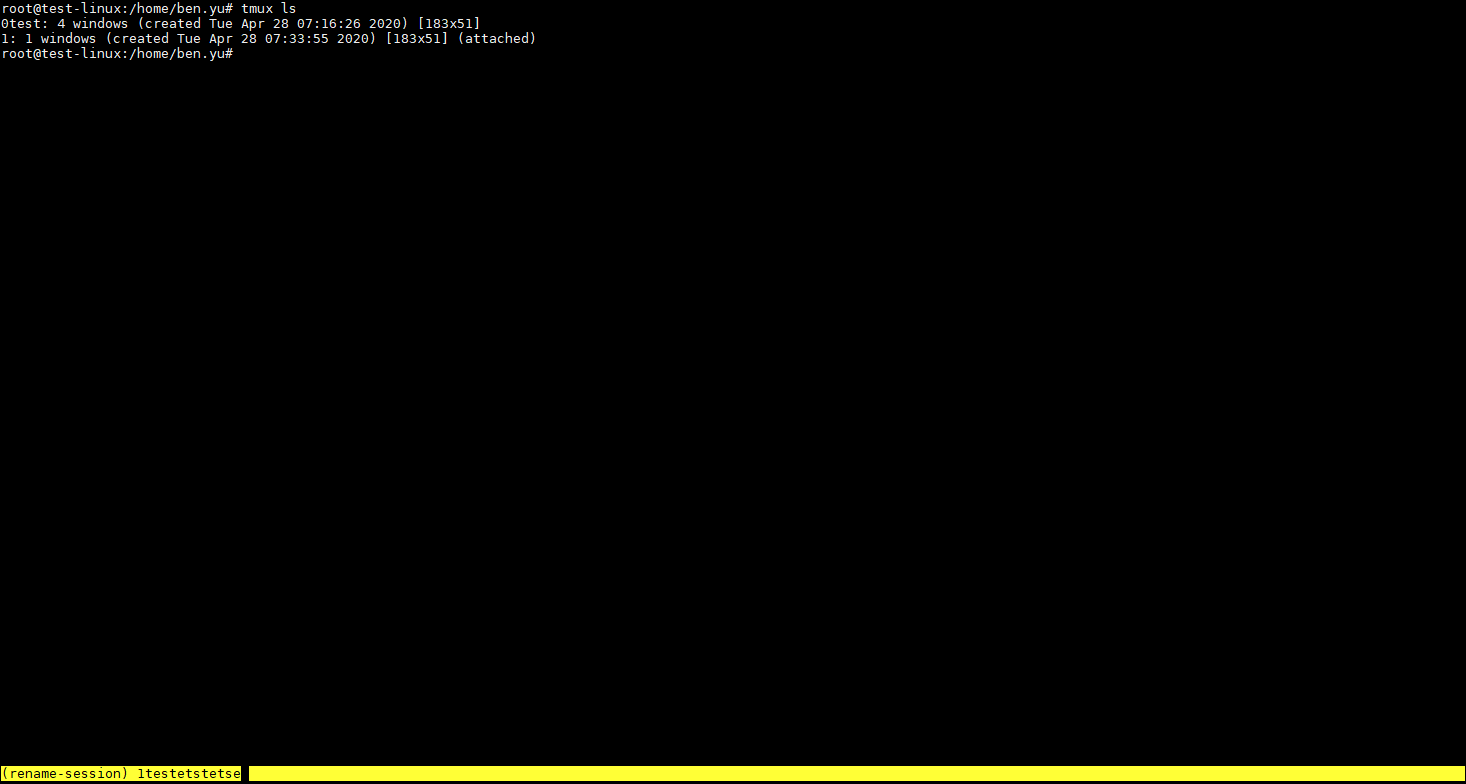 root@test-linux:/home/ben.yu# tmux ls
0test: 4 windows (created Tue Apr 28 07:16:26 2020) [183x51]
1: 1 windows (created Tue Apr 28 07:33:55 2020) [183x51] (attached)
root@test-linux:/home/ben.yu#
(rename-session) 1testetstetse